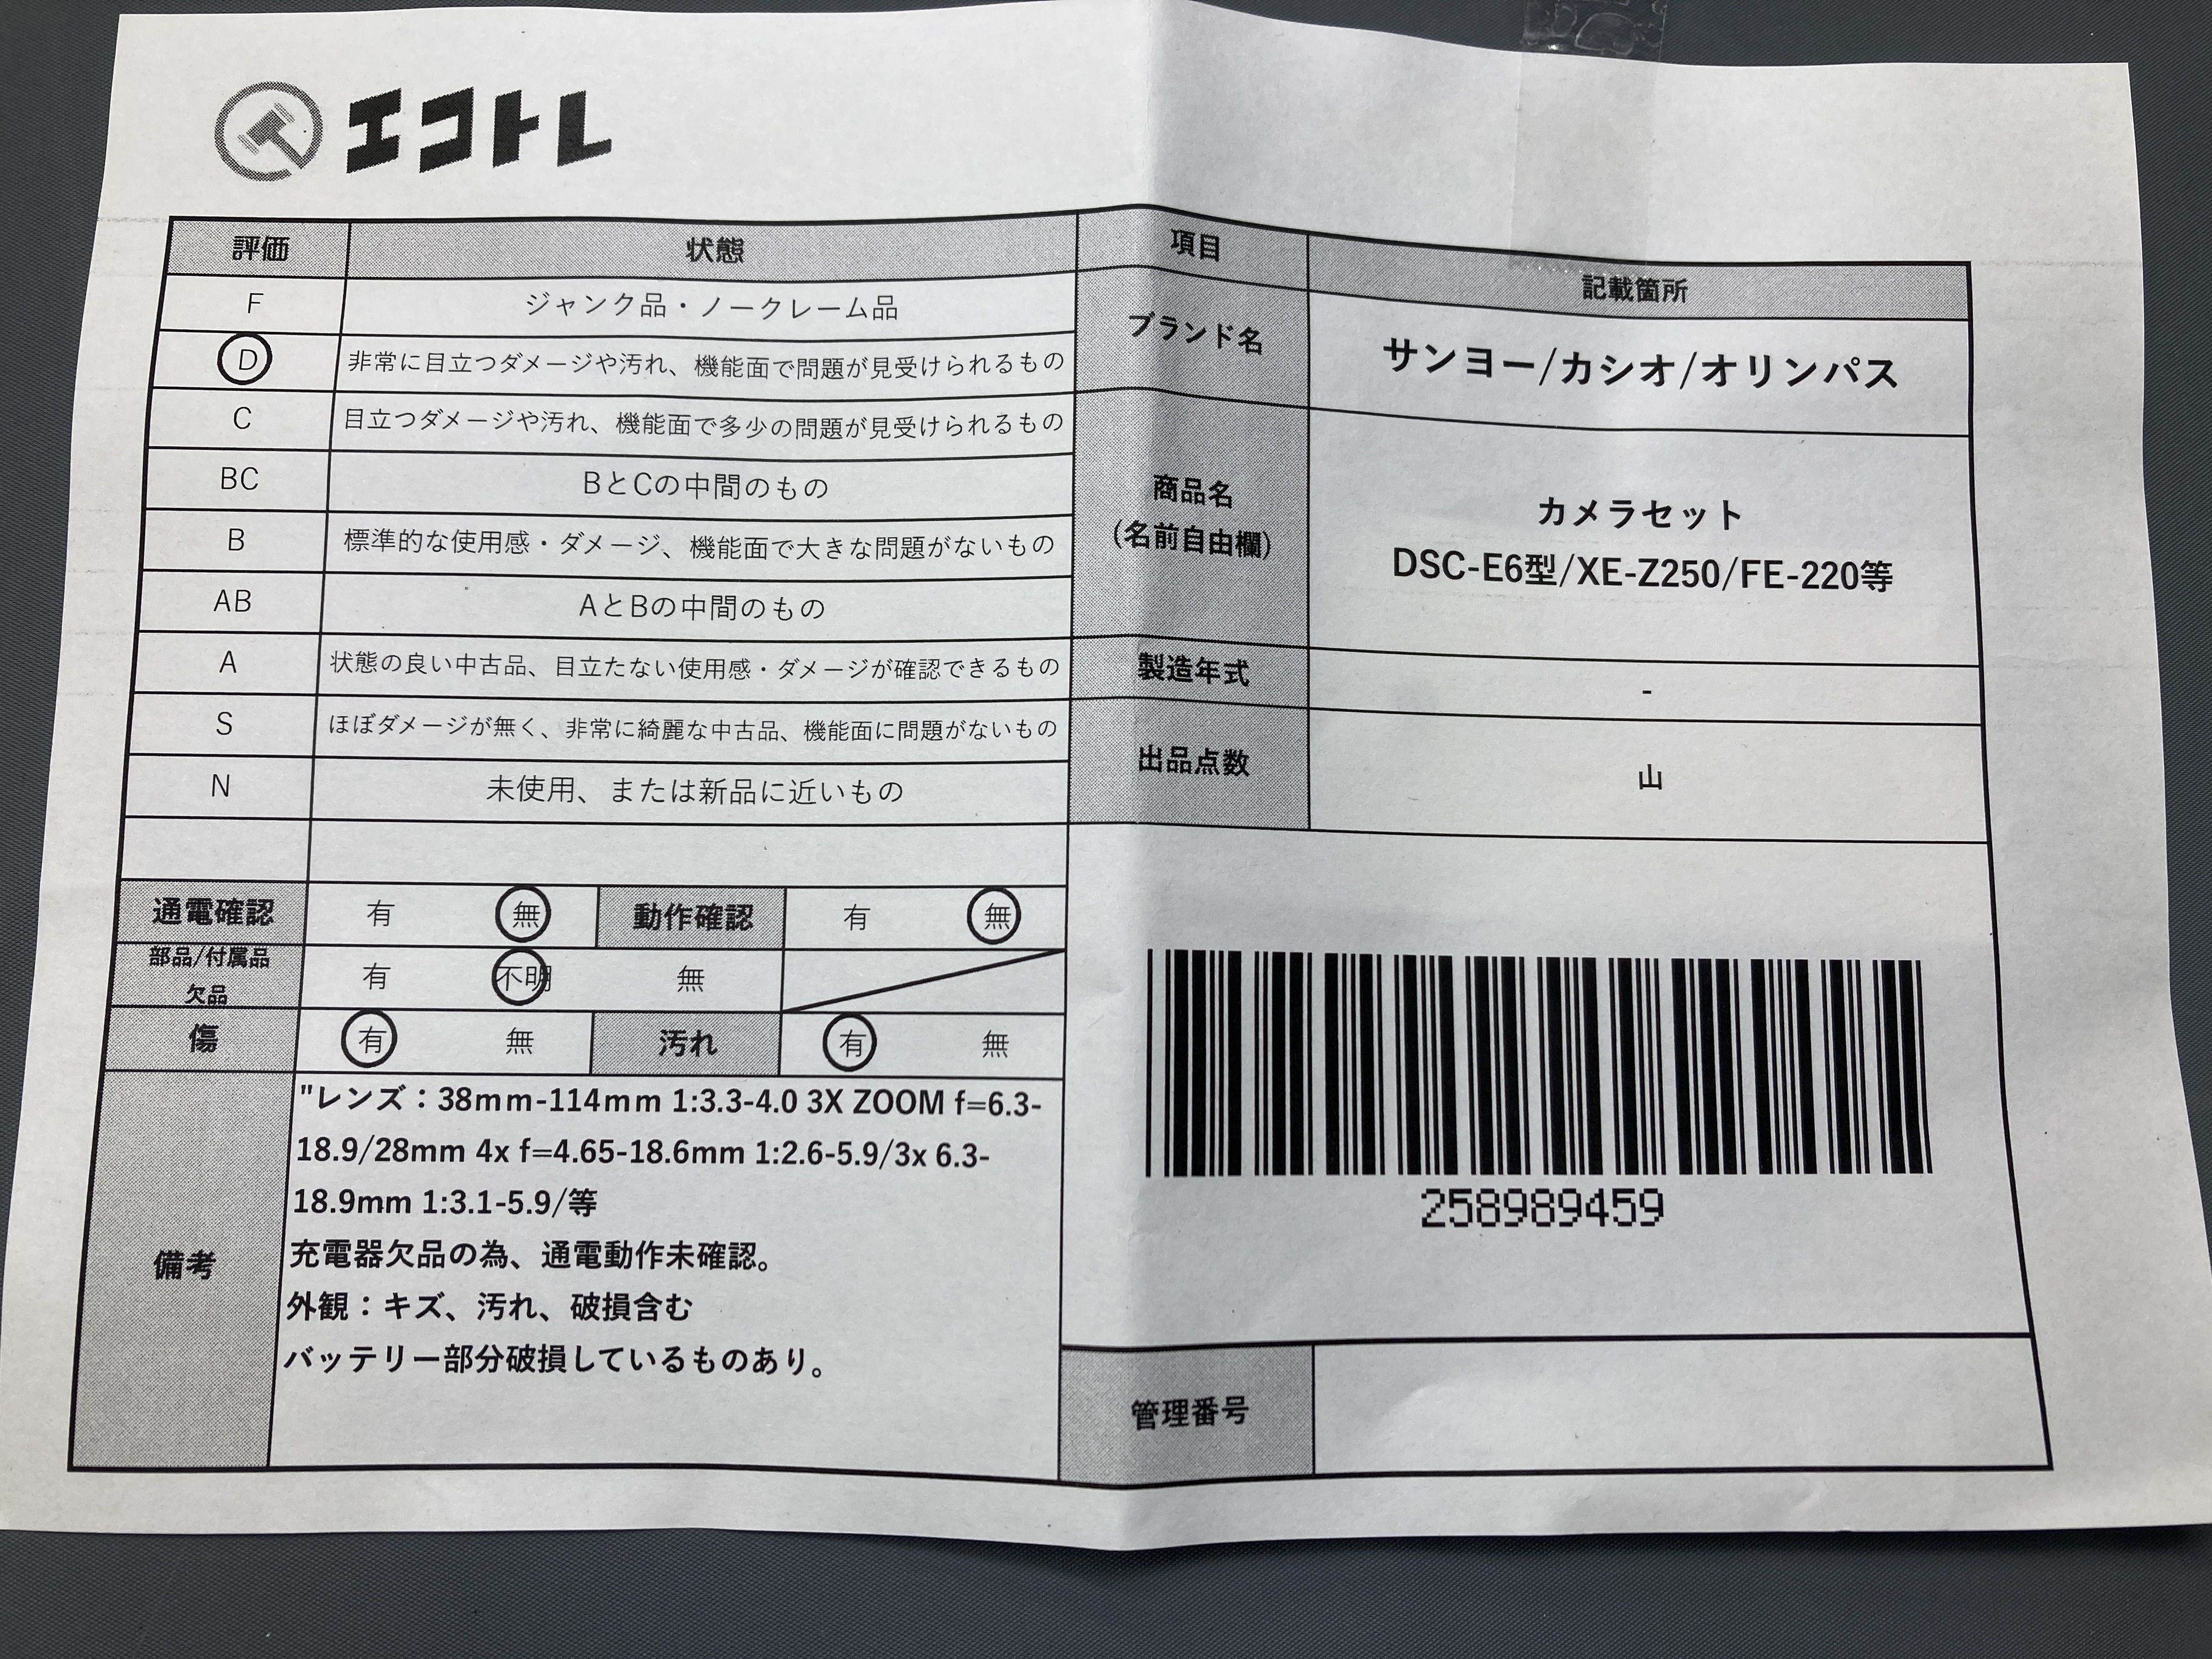 エコトレ
評価 状態
F ジャンク品・ノークレーム品
D 非常に目立つダメージや汚れ、機能面で問題が見受けられるもの
C 目立つダメージや汚れ、機能面で多少の問題が見受けられるもの
BC BとCの中間のもの
B 標準的な使用感・ダメージ、機能面で大きな問題がないもの
AB AとBの中間のもの
A 状態の良い中古品、目立たない使用感・ダメージが確認できるもの
S ほぼダメージが無く、非常に綺麗な中古品、機能面に問題がないもの
N 未使用、または新品に近いもの
通電確認 有 無 動作確認 有 無
部品/付属品
欠品
有 不明 無
傷 有 無 汚れ 有 無
備考
"レンズ：38mm-114mm 1:3.3-4.0 3X ZOOM f=6.3-
18.9/28mm 4x f=4.65-18.6mm 1:2.6-5.9/3x 6.3-
18.9mm 1:3.1-5.9/等
充電器欠品の為、通電動作未確認。
外観：キズ、汚れ、破損含む
バッテリー部分破損しているものあり。
項目 記載箇所
ブランド名 サンヨー/カシオ/オリンパス
商品名
(名前自由欄)
カメラセット
DSC-E6型/XE-Z250/FE-220等
製造年式 -
出品点数 山
258989459
管理番号